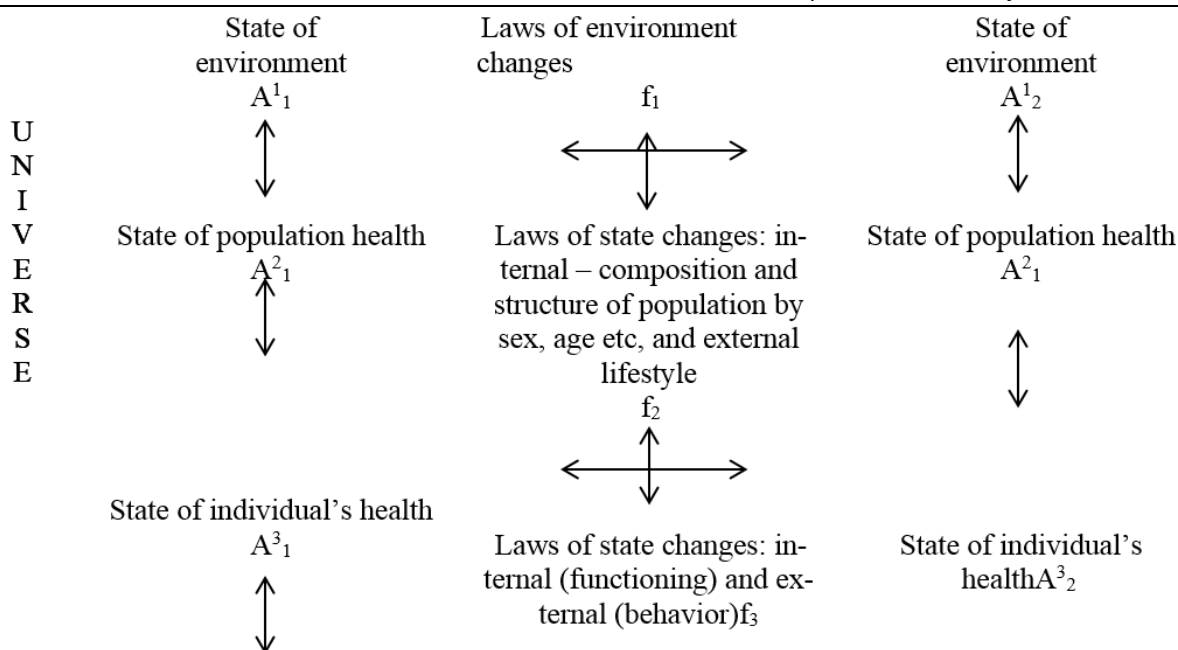 State of
environment
A¹₁
Laws of environment
changes
f₁
State of
environment
A¹₂
U
N
I
V
E
R
S
E
State of population health
A²₁
Laws of state changes: in-
ternal – composition and
structure of population by
sex, age etc, and external
lifestyle
f₂
State of population health
A²₁
State of individual's health
A³₁
Laws of state changes: in-
ternal (functioning) and ex-
ternal (behavior)f₃
State of individual's
healthA³₂